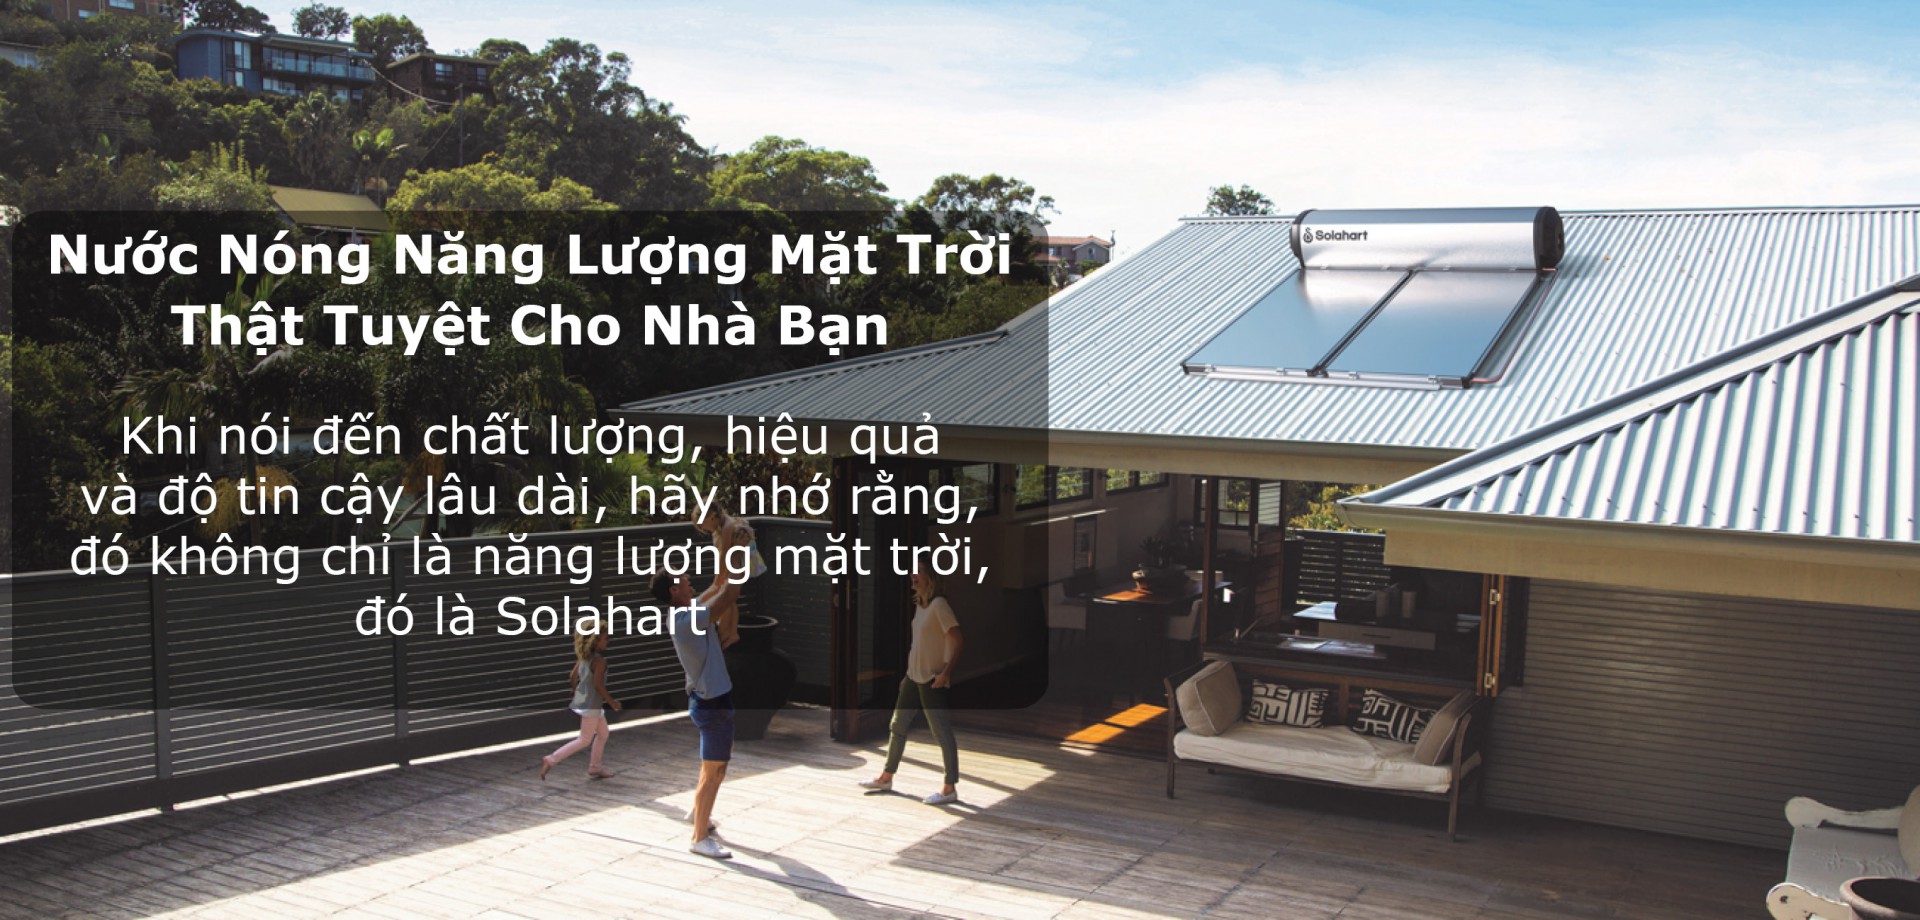 Nước Nóng Năng Lượng Mặt Trời
Thật Tuyệt Cho Nhà Bạn
Khi nói đến chất lượng, hiệu quả
và độ tin cậy lâu dài, hãy nhớ rằng,
đó không chỉ là năng lượng mặt trời,
đó là Solahart
Solahart